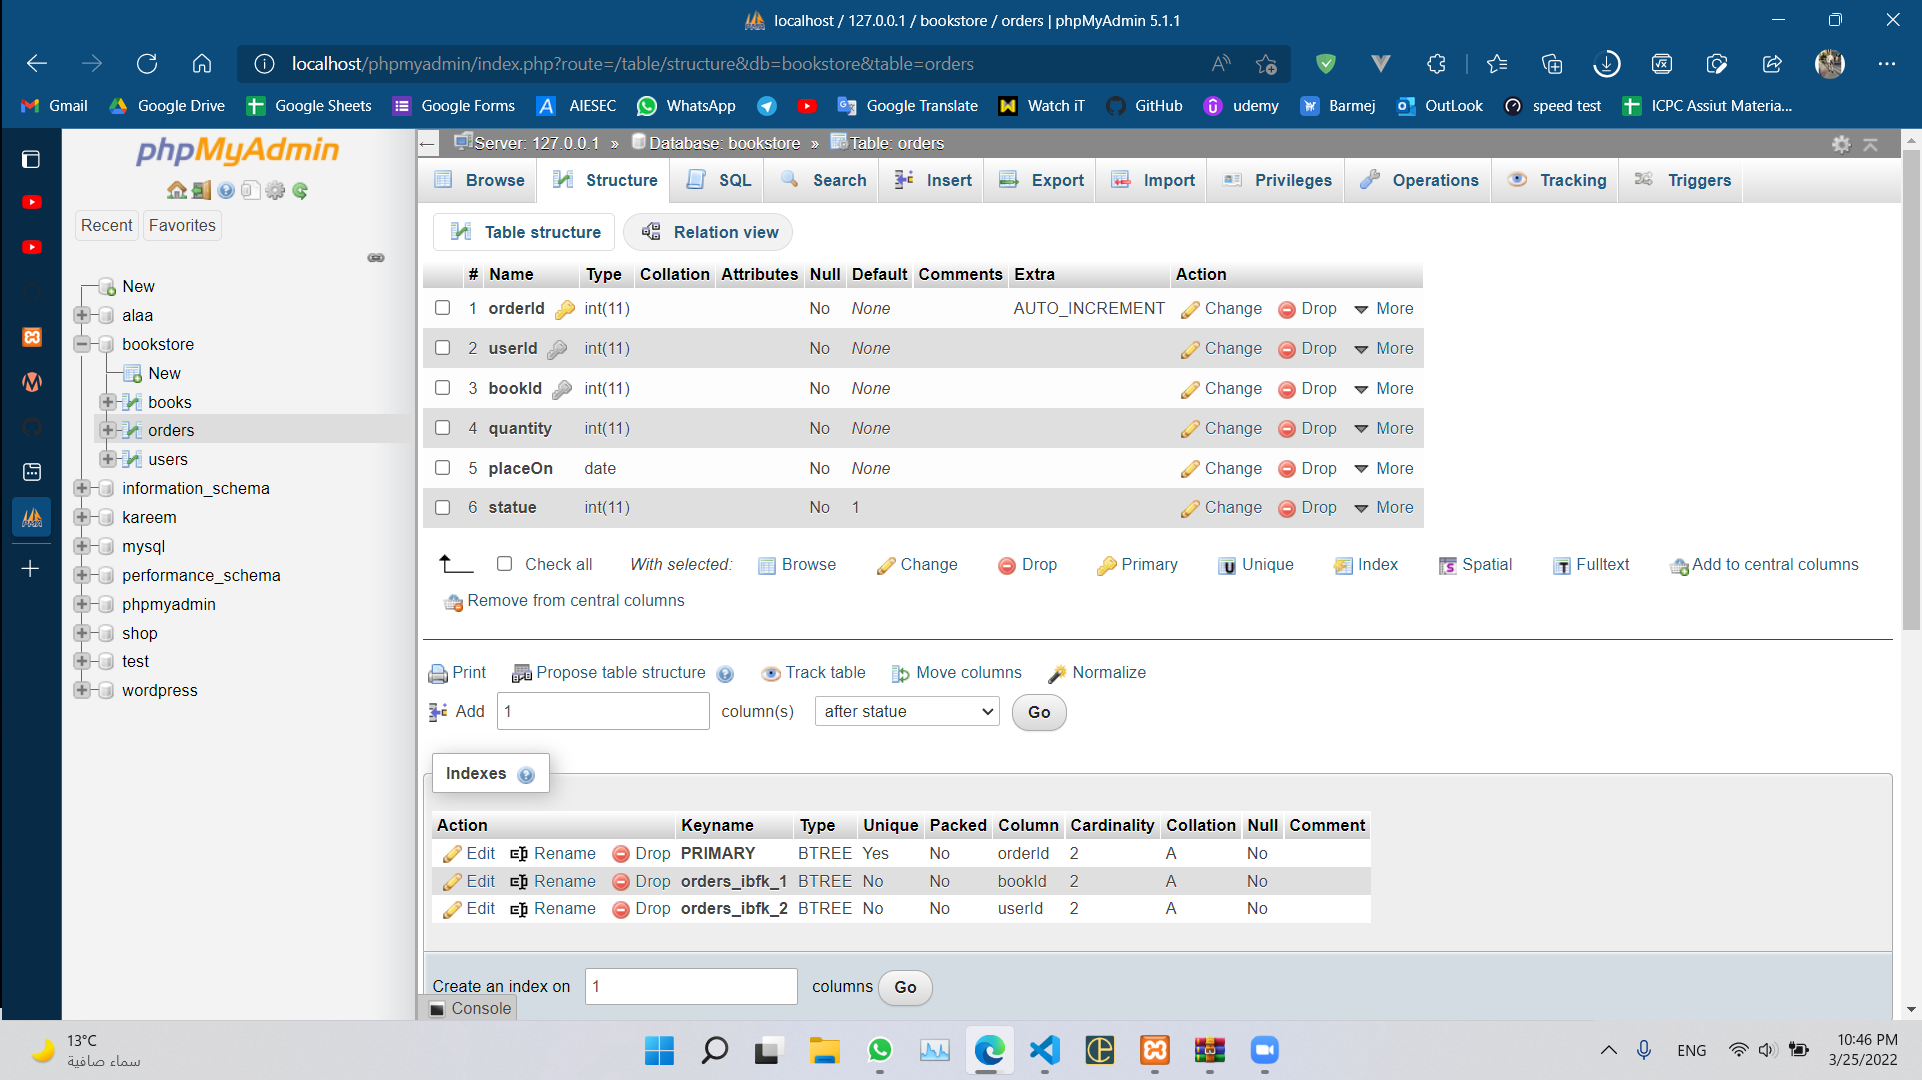 localhost / 127.0.0.1 / bookstore / orders | phpMyAdmin 5.1.1
localhost/phpmyadmin/index.php?route=/table/structure&db=bookstore&table=orders
Gmail Google Drive Google Sheets Google Forms AIESEC WhatsApp Google Translate Watch iT GitHub udemy Barmej OutLook speed test ICPC Assiut Materia...
phpMyAdmin
Recent Favorites
New
alaa
bookstore
New
books
orders
users
information_schema
kareem
mysql
performance_schema
phpmyadmin
shop
test
wordpress
Server: 127.0.0.1 » Database: bookstore » Table: orders
Browse Structure SQL Search Insert Export Import Privileges Operations Tracking Triggers
Table structure Relation view
# Name Type Collation Attributes Null Default Comments Extra Action
1 orderId int(11) No None AUTO_INCREMENT Change Drop More
2 userId int(11) No None Change Drop More
3 bookId int(11) No None Change Drop More
4 quantity int(11) No None Change Drop More
5 placeOn date No None Change Drop More
6 statue int(11) No 1 Change Drop More
Check all With selected: Browse Change Drop Primary Unique Index Spatial Fulltext Add to central columns
Remove from central columns
Print Propose table structure Track table Move columns Normalize
Add 1 column(s) after statue Go
Indexes
Action Keyname Type Unique Packed Column Cardinality Collation Null Comment
Edit Rename Drop PRIMARY BTREE Yes No orderId 2 A No
Edit Rename Drop orders_ibfk_1 BTREE No No bookId 2 A No
Edit Rename Drop orders_ibfk_2 BTREE No No userId 2 A No
Create an index on 1 columns Go
Console
13°C
سماء صافية
ENG
10:46 PM
3/25/2022